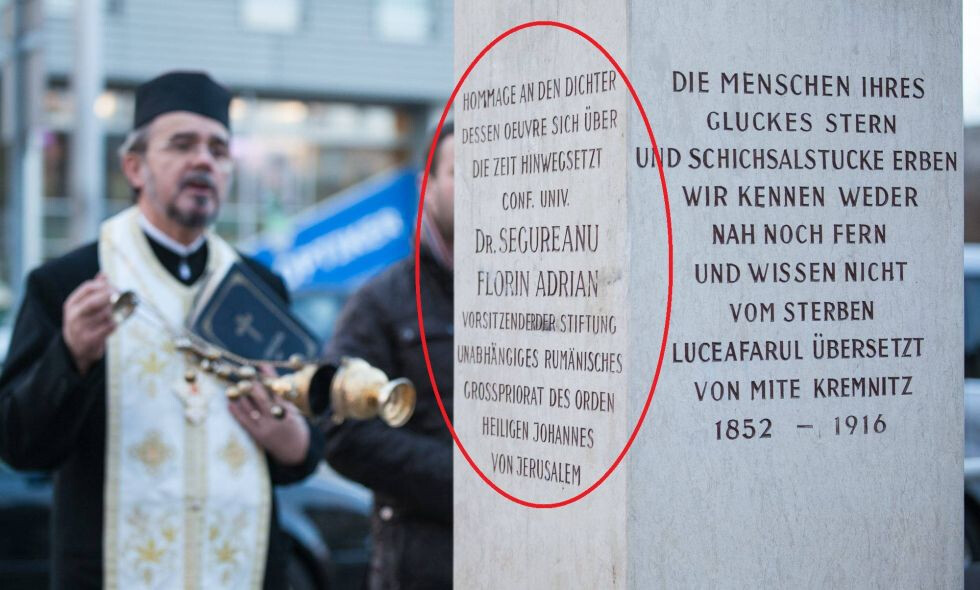 HOMMAGE AN DEN DICHTER
DESSEN OEUVRE SICH ÜBER
DIE ZEIT HINWEGSETZT
CONF. UNIV.
DR. SEGUREANU
FLORIN ADRIAN
VORSITZENDERDER STIFTUNG
UNABHÄNGIGES RUMÄNISCHES
GROSSPRIORAT DES ORDEN
HEILIGEN JOHANNES
VON JERUSALEM
DIE MENSCHEN IHRES
GLUCKES STERN
UND SCHICHSALSTUCKE ERBEN
WIR KENNEN WEDER
NAH NOCH FERN
UND WISSEN NICHT
VOM STERBEN
LUCEAFARUL ÜBERSETZT
VON MITE KREMNITZ
1852 – 1916